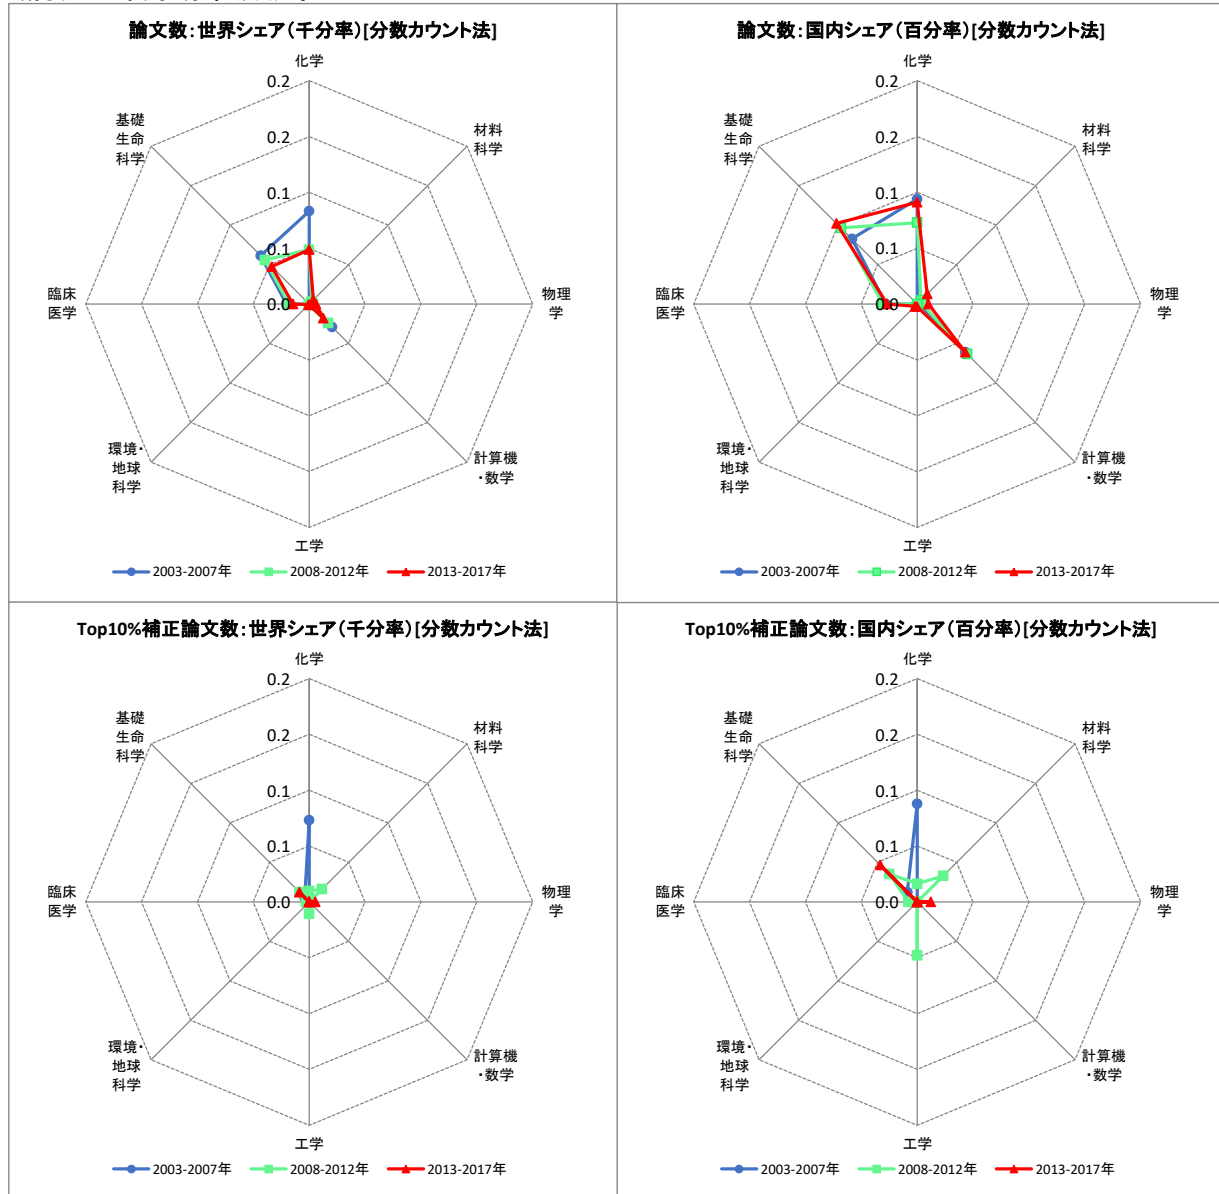 論文数:世界シェア(千分率)[分数カウント法]
化学
0.2
0.2
0.1
0.1
0.0
材料
科学
物理
学
計算機
・数学
工学
環境・
地球
科学
臨床
医学
基礎
生命
科学
2003-2007年 2008-2012年 2013-2017年
論文数:国内シェア(百分率)[分数カウント法]
化学
0.2
0.2
0.1
0.1
0.0
材料
科学
物理
学
計算機
・数学
工学
環境・
地球
科学
臨床
医学
基礎
生命
科学
2003-2007年 2008-2012年 2013-2017年
Top10%補正論文数:世界シェア(千分率)[分数カウント法]
化学
0.2
0.2
0.1
0.1
0.0
材料
科学
物理
学
計算機
・数学
工学
環境・
地球
科学
臨床
医学
基礎
生命
科学
2003-2007年 2008-2012年 2013-2017年
Top10%補正論文数:国内シェア(百分率)[分数カウント法]
化学
0.2
0.2
0.1
0.1
0.0
材料
科学
物理
学
計算機
・数学
工学
環境・
地球
科学
臨床
医学
基礎
生命
科学
2003-2007年 2008-2012年 2013-2017年